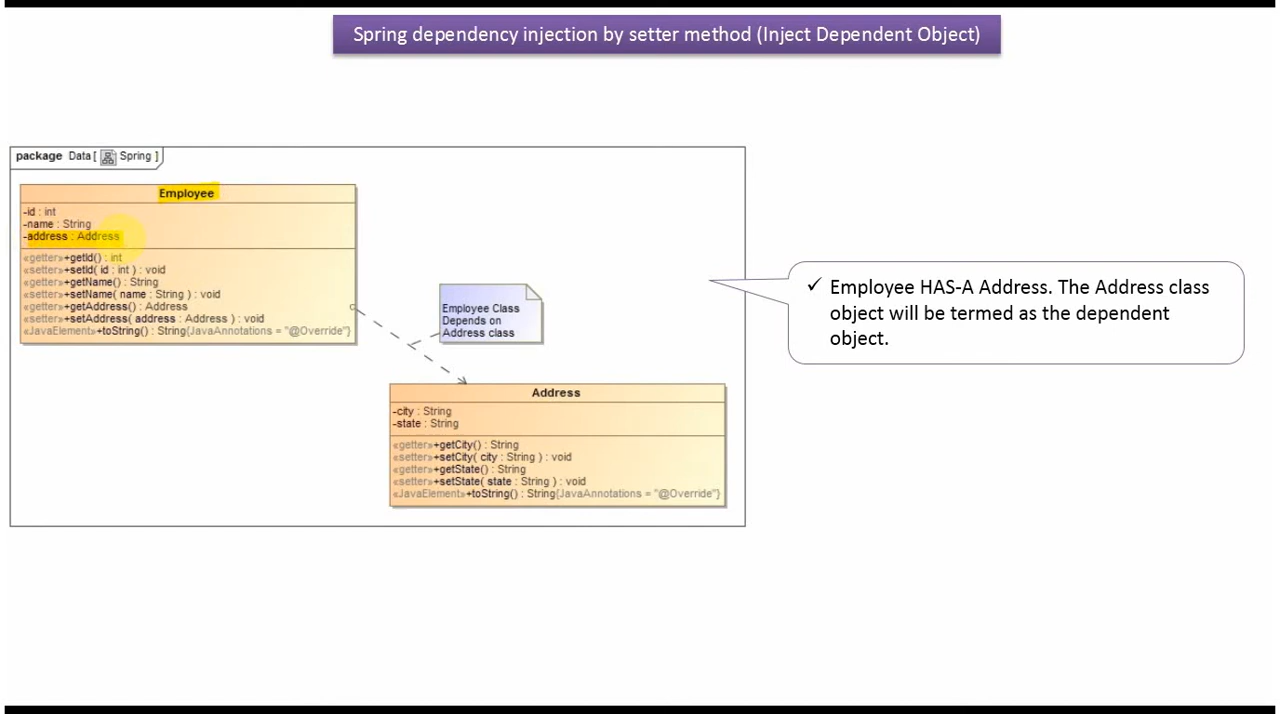 Spring dependency injection by setter method (Inject Dependent Object)
package Data [ Spring ]
Employee
-id : int
-name : String
-address : Address
«getter»+getId() : int
«setter»+setId( id : int ) : void
«getter»+getName() : String
«setter»+setName( name : String ) : void
«getter»+getAddress() : Address
«setter»+setAddress( address : Address ) : void
«JavaElement»+toString() : String{JavaAnnotations = "@Override"}
Employee Class
Depends on
Address class
✓ Employee HAS-A Address. The Address class
object will be termed as the dependent
object.
Address
-city : String
-state : String
«getter»+getCity() : String
«setter»+setCity( city : String ) : void
«getter»+getState() : String
«setter»+setState( state : String ) : void
«JavaElement»+toString() : String{JavaAnnotations = "@Override"}